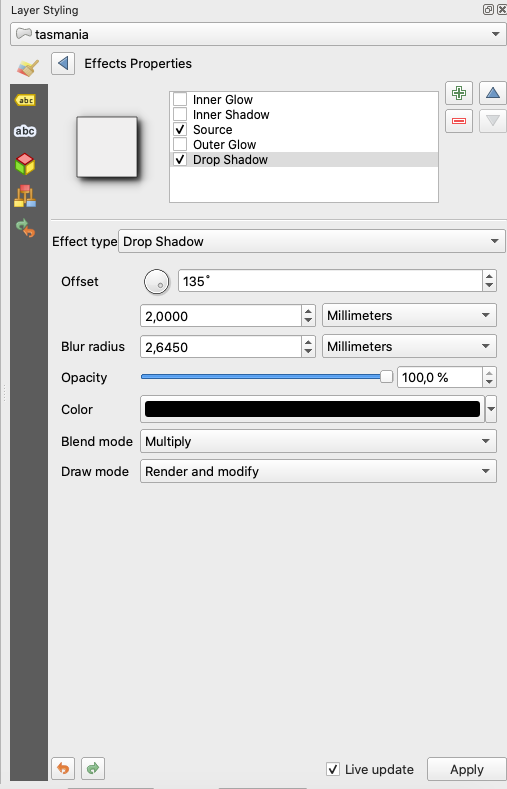 Layer Styling
tasmania
Effects Properties
abc
abc
Inner Glow
Inner Shadow
Source
Outer Glow
Drop Shadow
Effect type Drop Shadow
Offset 135°
2,0000 Millimeters
Blur radius 2,6450 Millimeters
Opacity 100,0 %
Color
Blend mode Multiply
Draw mode Render and modify
Live update Apply